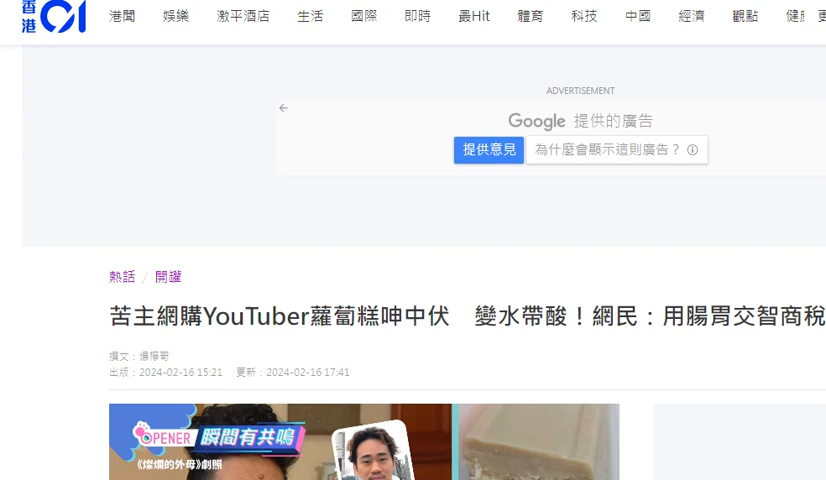 香港01
港聞 娛樂 激平酒店 生活 國際 即時 最Hit 體育 科技 中國 經濟 觀點 健 更
ADVERTISEMENT
Google 提供的廣告
提供意見 為什麼會顯示這則廣告？
熱話 / 開罐
苦主網購YouTuber蘿蔔糕呻中伏 變水帶酸！網民：用腸胃交智商稅
撰文：
出版：2024-02-16 15:21 更新：2024-02-16 17:41
OPENER 瞬間有共鳴
《燦爛的外母》劇照